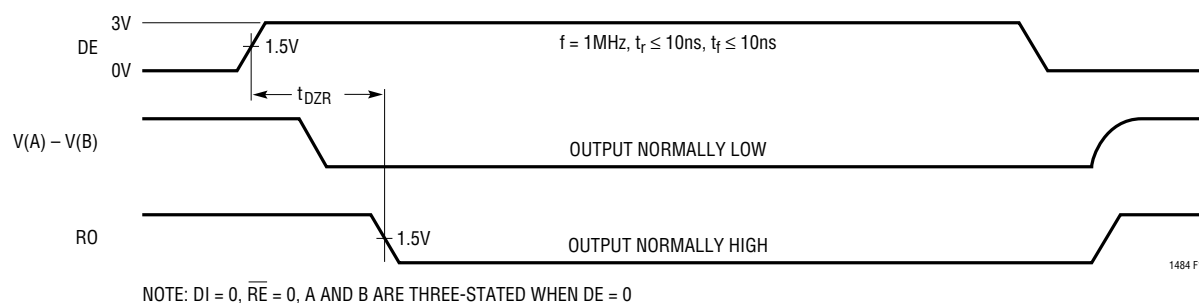 3V
DE
1.5V
f = 1MHz, tr ≤ 10ns, tf ≤ 10ns
0V
tDZR
V(A) – V(B)
OUTPUT NORMALLY LOW
RO
1.5V
OUTPUT NORMALLY HIGH
1484 F
NOTE: DI = 0, R̅E̅ = 0, A AND B ARE THREE-STATED WHEN DE = 0